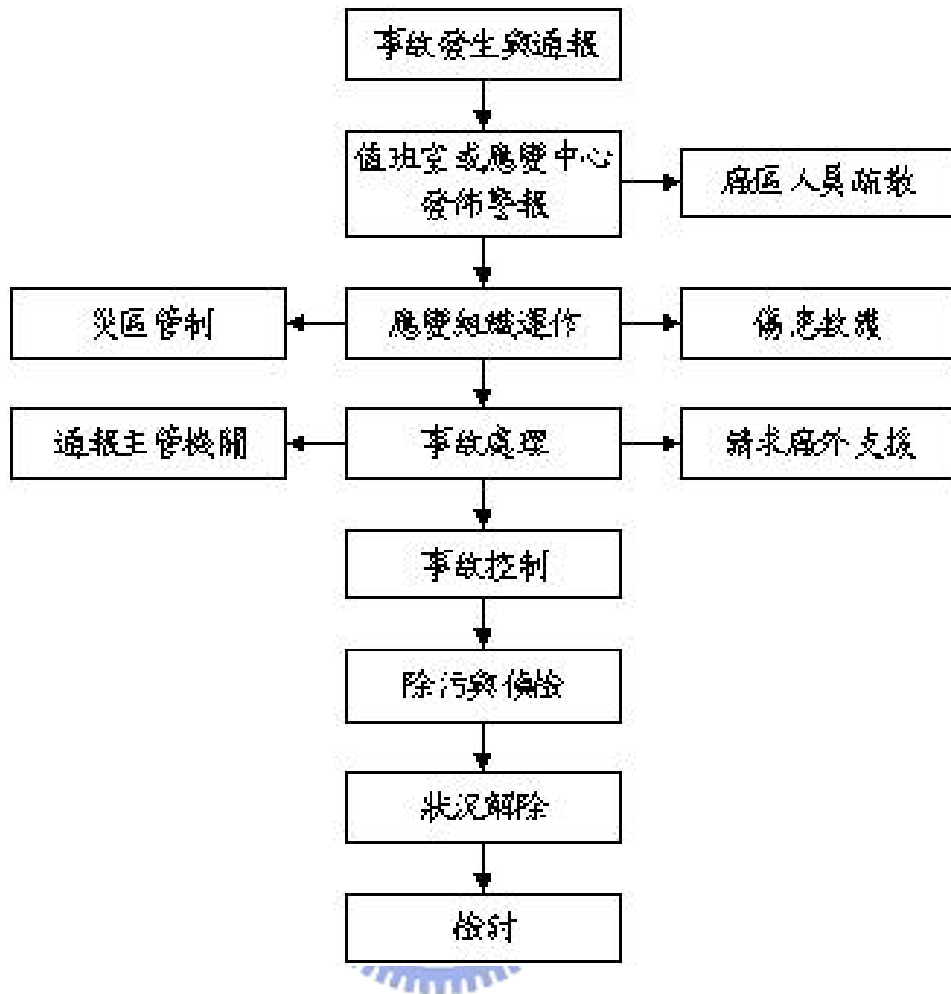 事故發生與通報
值班室或應變中心
發佈警報
廠區人員疏散
災區管制
應變組織運作
傷患救護
通報主管機關
事故處理
請求廠外支援
事故控制
除污與偵檢
狀況解除
檢討